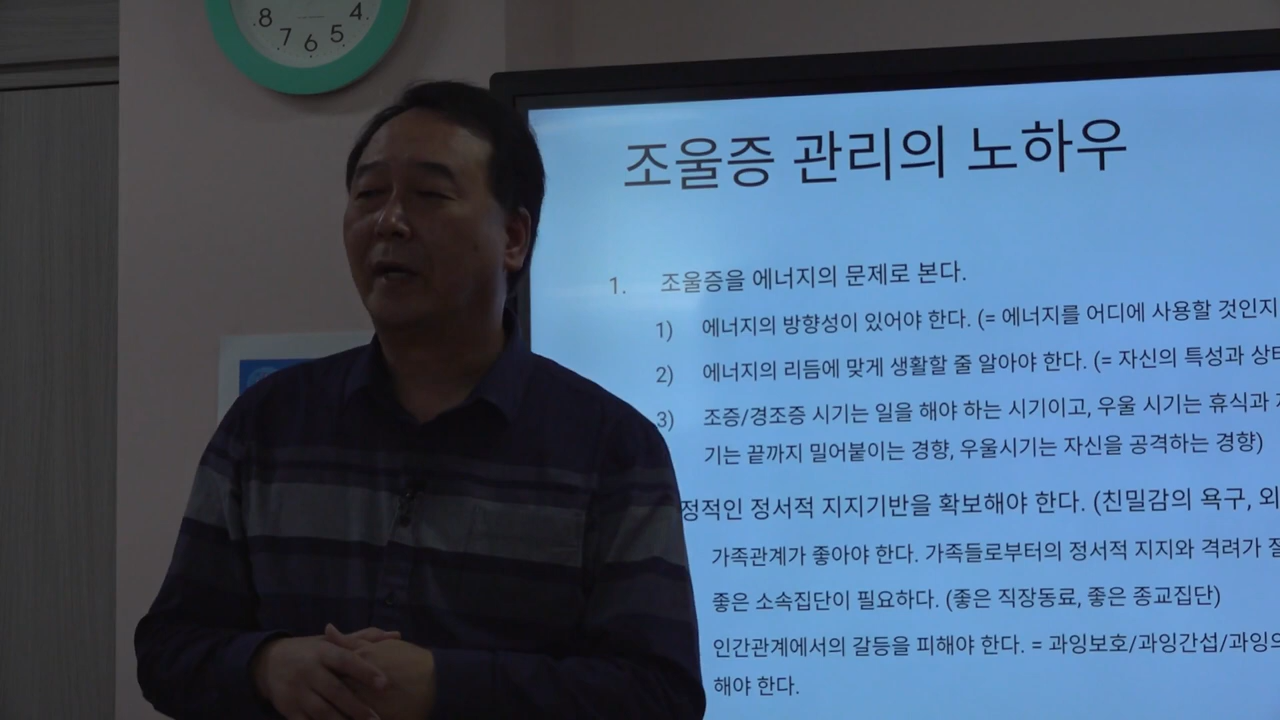 8 7 6 5 4
조울증 관리의 노하우
1. 조울증을 에너지의 문제로 본다.
1) 에너지의 방향성이 있어야 한다. (= 에너지를 어디에 사용할 것인지
2) 에너지의 리듬에 맞게 생활할 줄 알아야 한다. (= 자신의 특성과
3) 조증/경조증 시기는 일을 해야 하는 시기이고, 우울 시기는 휴식과
기는 끝까지 밀어붙이는 경향, 우울시기는 자신을 공격하는 경향)
정적인 정서적 지지기반을 확보해야 한다. (친밀감의 욕구,
가족관계가 좋아야 한다. 가족들로부터의 정서적 지지와 격려가
좋은 소속집단이 필요하다. (좋은 직장동료, 좋은 종교집단)
인간관계에서의 갈등을 피해야 한다. = 과잉보호/과잉간섭/과잉
해야 한다.